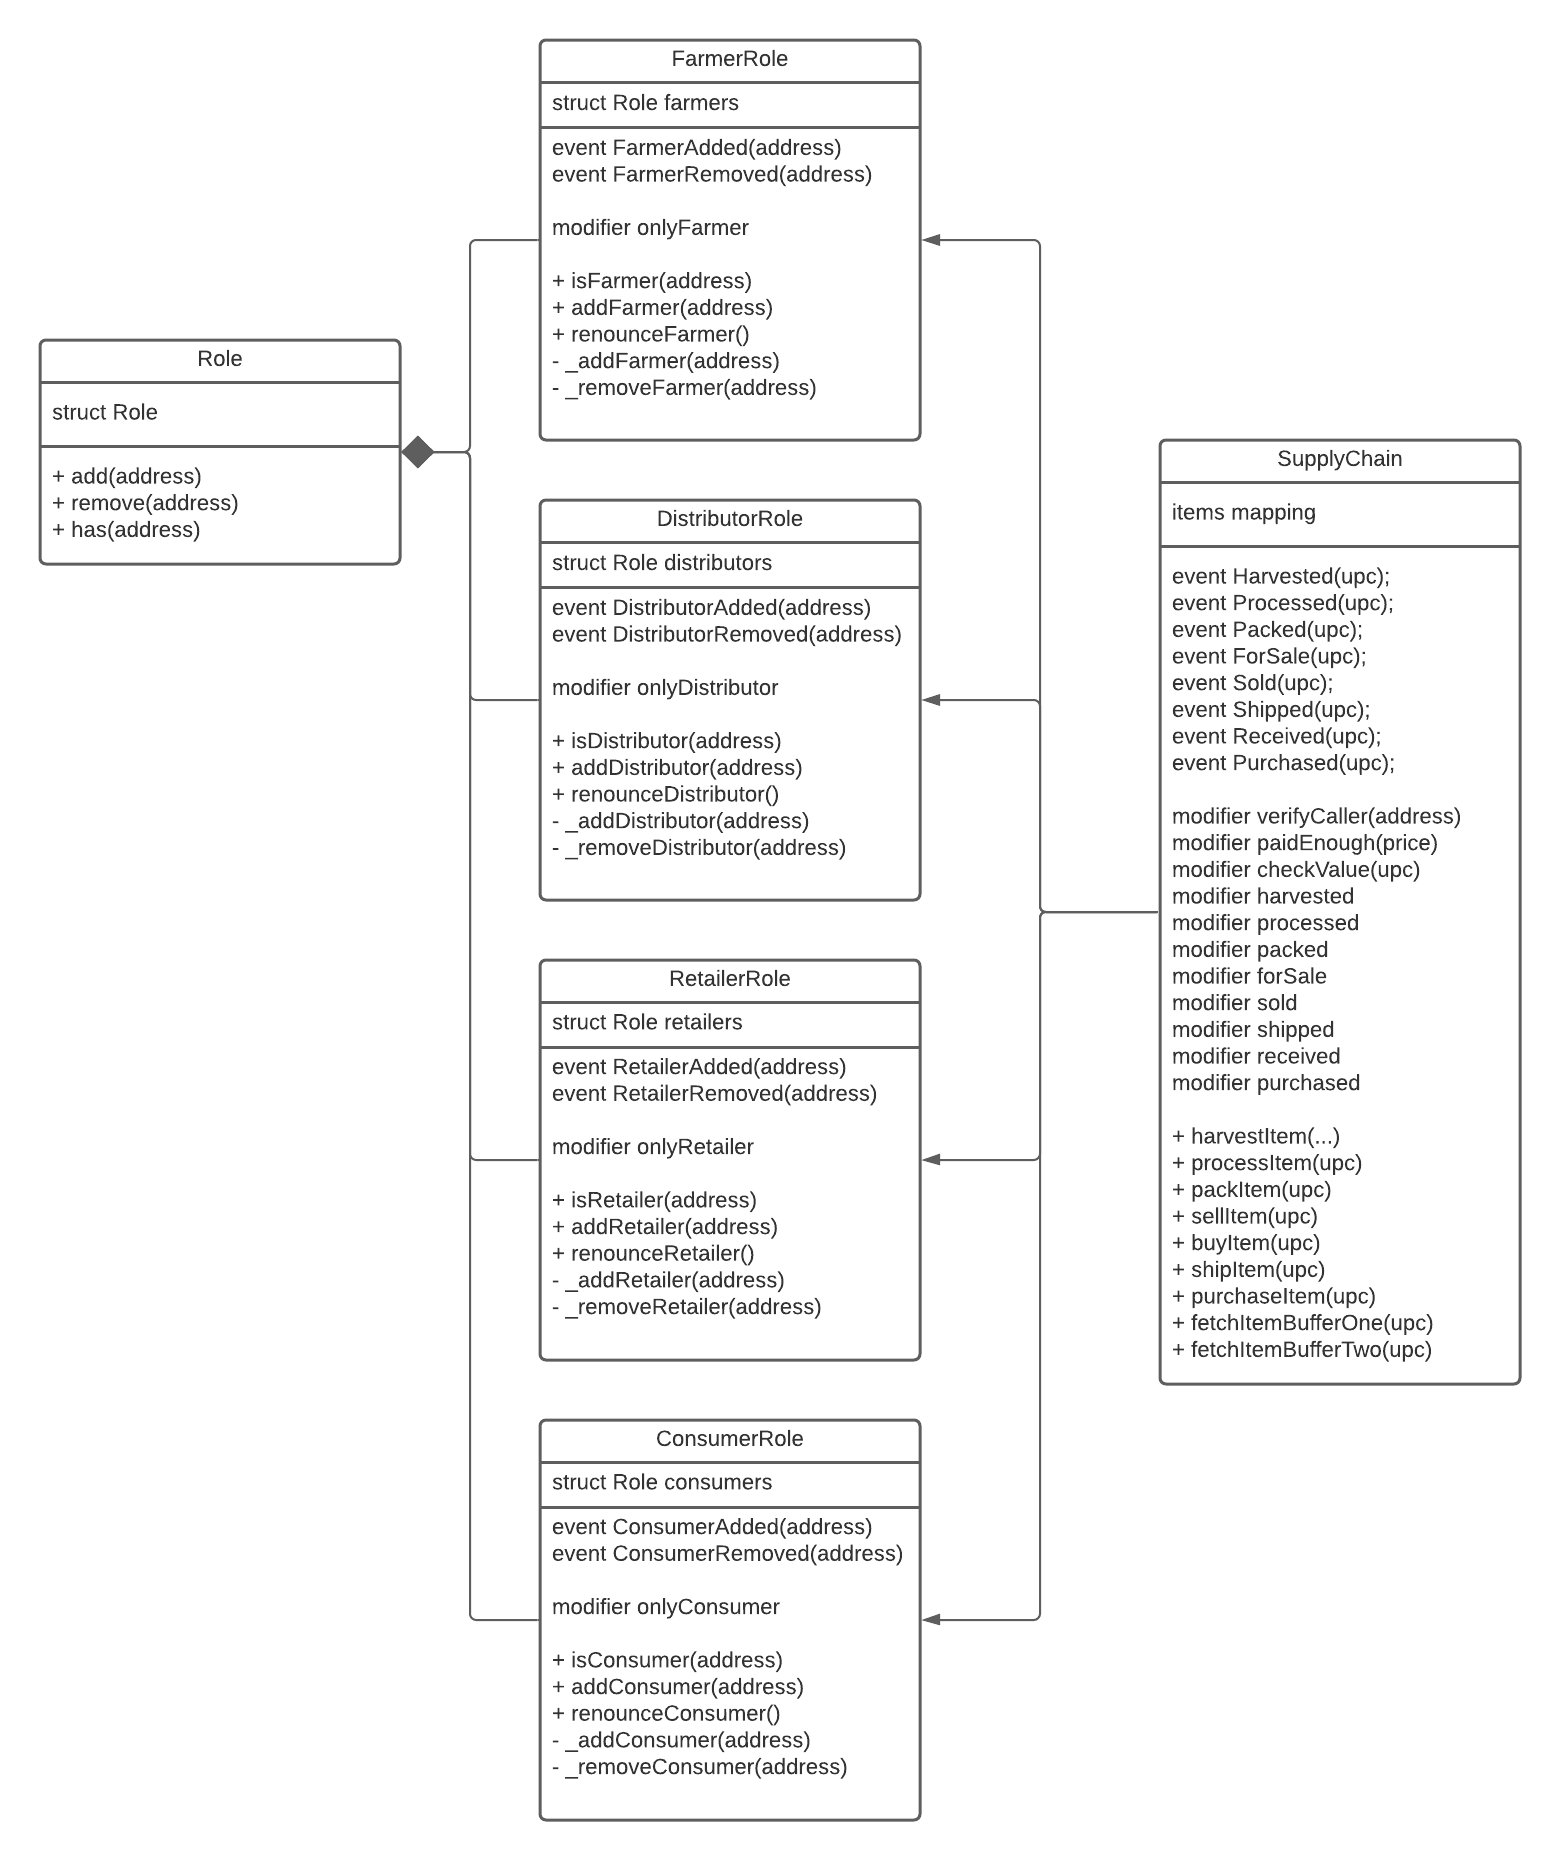 FarmerRole
struct Role farmers
event FarmerAdded(address)
event FarmerRemoved(address)
modifier onlyFarmer
+ isFarmer(address)
+ addFarmer(address)
+ renounceFarmer()
- _addFarmer(address)
- _removeFarmer(address)
Role
struct Role
+ add(address)
+ remove(address)
+ has(address)
DistributorRole
struct Role distributors
event DistributorAdded(address)
event DistributorRemoved(address)
modifier onlyDistributor
+ isDistributor(address)
+ addDistributor(address)
+ renounceDistributor()
- _addDistributor(address)
- _removeDistributor(address)
RetailerRole
struct Role retailers
event RetailerAdded(address)
event RetailerRemoved(address)
modifier onlyRetailer
+ isRetailer(address)
+ addRetailer(address)
+ renounceRetailer()
- _addRetailer(address)
- _removeRetailer(address)
ConsumerRole
struct Role consumers
event ConsumerAdded(address)
event ConsumerRemoved(address)
modifier onlyConsumer
+ isConsumer(address)
+ addConsumer(address)
+ renounceConsumer()
- _addConsumer(address)
- _removeConsumer(address)
SupplyChain
items mapping
event Harvested(upc);
event Processed(upc);
event Packed(upc);
event ForSale(upc);
event Sold(upc);
event Shipped(upc);
event Received(upc);
event Purchased(upc);
modifier verifyCaller(address)
modifier paidEnough(price)
modifier checkValue(upc)
modifier harvested
modifier processed
modifier packed
modifier forSale
modifier sold
modifier shipped
modifier received
modifier purchased
+ harvestItem(...)
+ processItem(upc)
+ packItem(upc)
+ sellItem(upc)
+ buyItem(upc)
+ shipItem(upc)
+ purchaseItem(upc)
+ fetchItemBufferOne(upc)
+ fetchItemBufferTwo(upc)